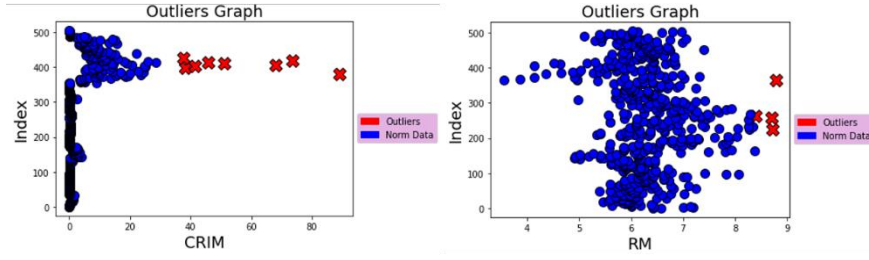 Outliers Graph
500
400
300
200
100
0
Index
0 20 40 60 80
CRIM
Outliers
Norm Data
Outliers Graph
500
400
300
200
100
0
Index
4 5 6 7 8 9
RM
Outliers
Norm Data